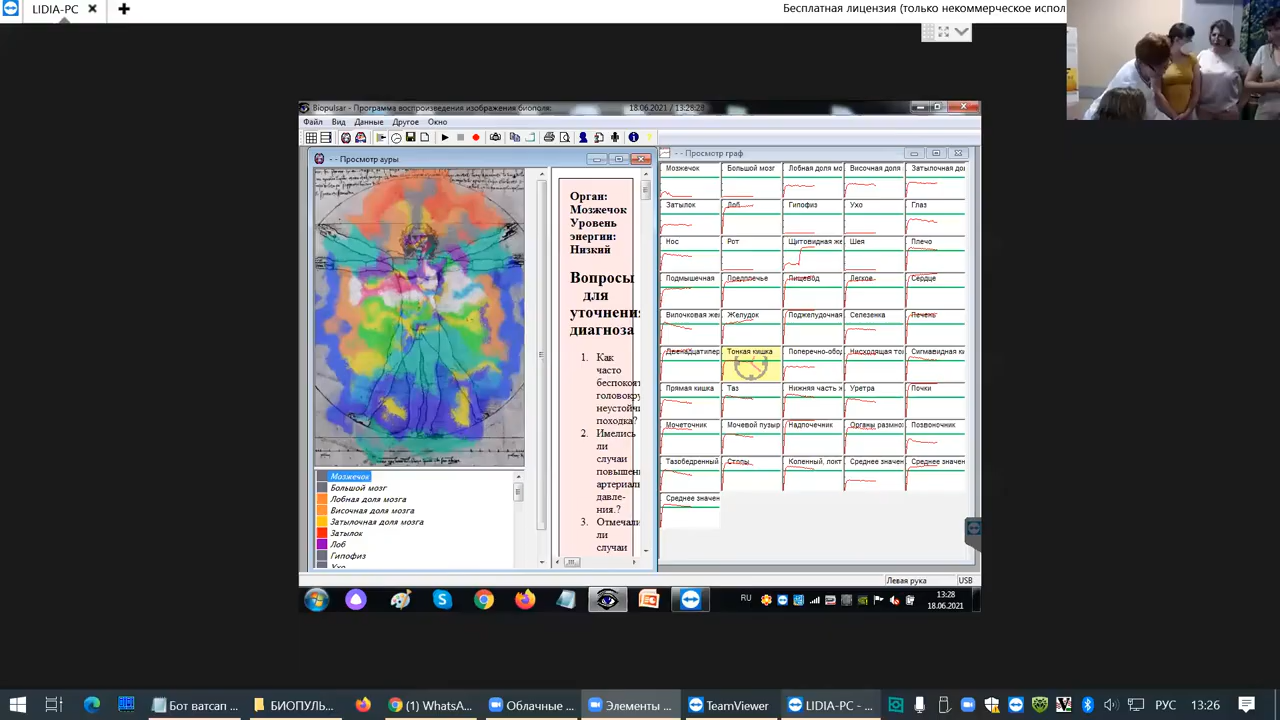 LIDIA-PC
Бесплатная лицензия (только некоммерческое испол
Biopulsar - Программа воспроизведения изображения биополя:
18.06.2021 / 13:28:28
Файл Вид Данные Другое Окно
- - Просмотр ауры
- - Просмотр граф
Орган:
Мозжечок
Уровень
энергии:
Низкий
Вопросы
для
уточнени
диагноза
1. Как
часто
беспокоят
головокру
неустойчи
походка?
2. Имелись
ли
случаи
повышен
артериаль
давле-
ния.?
3. Отмечали
ли
случаи
Мозжечок
Большой мозг
Лобная доля мозга
Височная доля мозга
Затылочная доля мозга
Затылок
Лоб
Гипофиз
Ухо
Мозжечок Большой мозг Лобная доля мо Височная доля Затылочная до
Затылок Лоб Гипофиз Ухо Глаз
Нос Рот Щитовидная же Шея Плечо
Подмышечная Предплечье Пищевод Легкое Сердце
Вилочковая же Желудок Поджелудочная Селезенка Печень
Двенадцатипер Тонкая кишка Поперечно-обо Нисходящая то Сигмавидная ки
Прямая кишка Таз Нижняя часть ж Уретра Почки
Мочеточник Мочевой пузыр Надпочечник Органы размно Позвоночник
Тазобедренный Стопы Коленный, локт Среднее значен Среднее значен
Среднее значен
Левая рука USB
RU
13:28
18.06.2021
Бот ватсап ...
БИОПУЛЬ...
(1) WhatsA...
Облачные ...
Элементы ...
TeamViewer
LIDIA-PC - ...
РУС
13:26